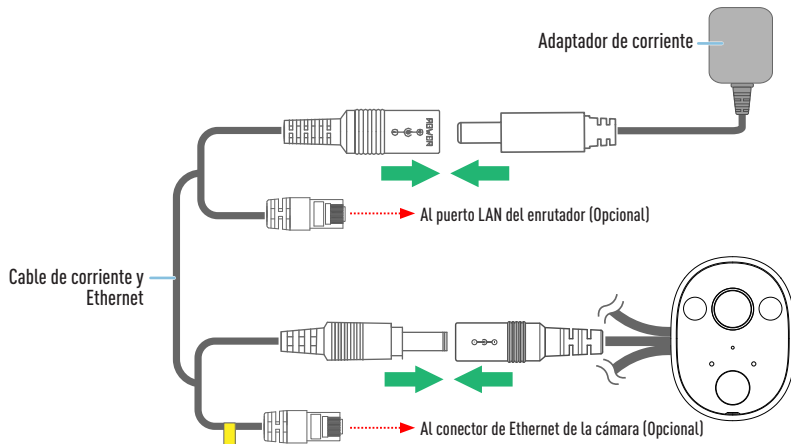 Adaptador de corriente
POWER
Al puerto LAN del enrutador (Opcional)
Cable de corriente y
Ethernet
Al conector de Ethernet de la cámara (Opcional)